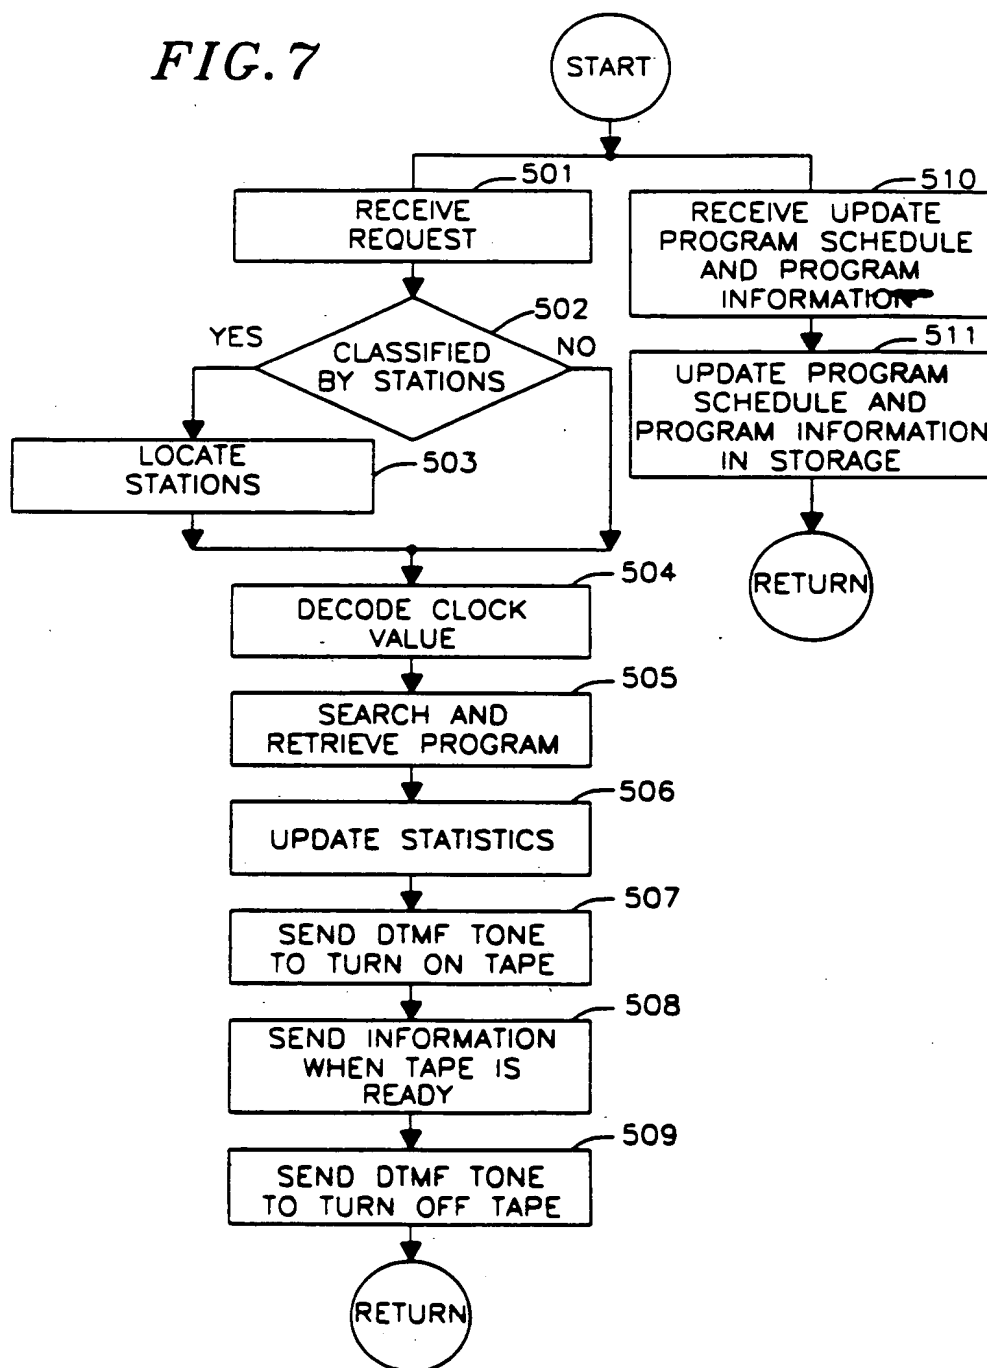 FIG. 7
START
501
RECEIVE
REQUEST
502
YES
NO
CLASSIFIED
BY STATIONS
LOCATE
STATIONS
503
504
DECODE CLOCK
VALUE
505
SEARCH AND
RETRIEVE PROGRAM
506
UPDATE STATISTICS
507
SEND DTMF TONE
TO TURN ON TAPE
508
SEND INFORMATION
WHEN TAPE IS
READY
509
SEND DTMF TONE
TO TURN OFF TAPE
RETURN
510
RECEIVE UPDATE
PROGRAM SCHEDULE
AND PROGRAM
INFORMATION
511
UPDATE PROGRAM
SCHEDULE AND
PROGRAM INFORMATION
IN STORAGE
RETURN